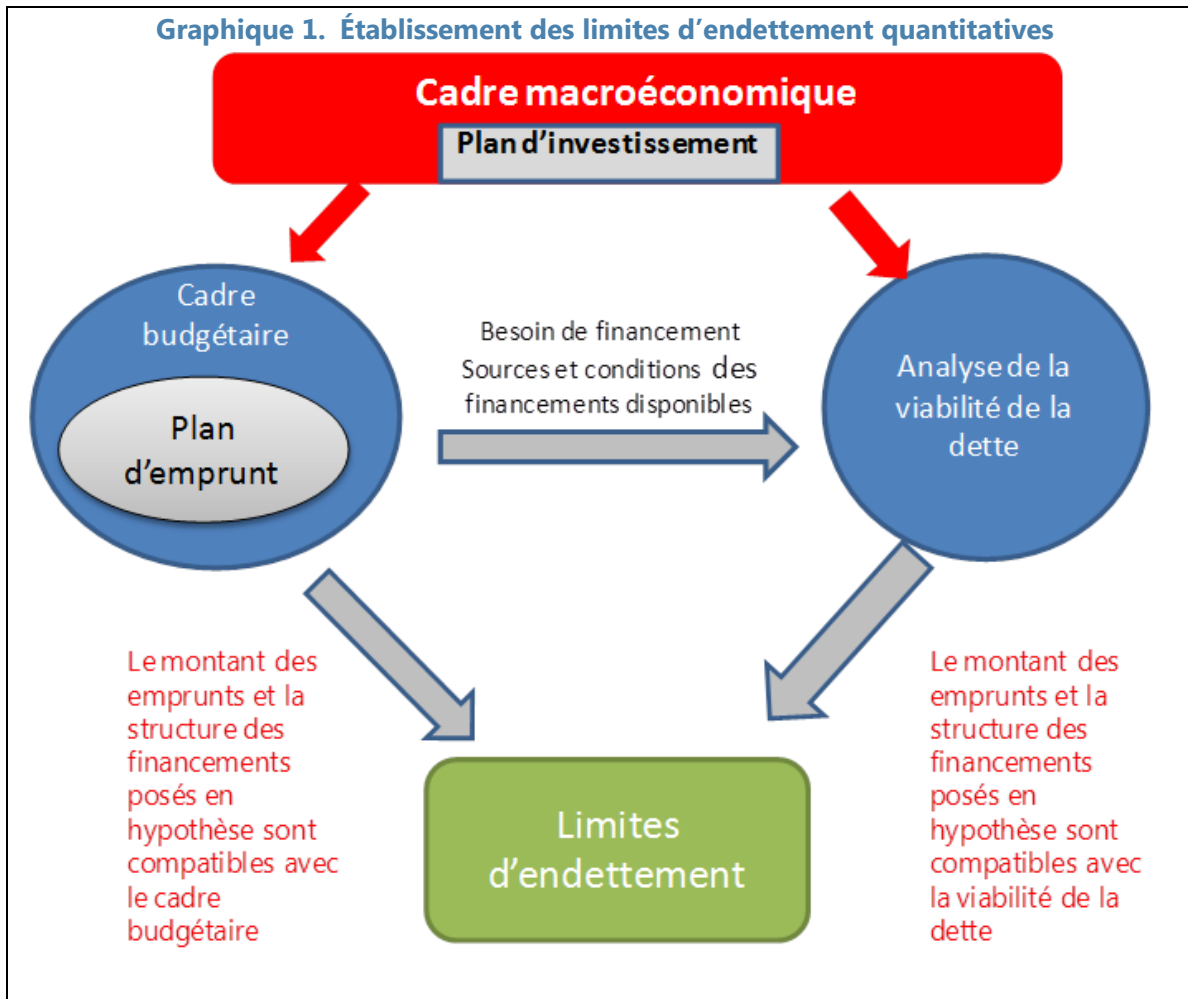 Graphique 1. Établissement des limites d’endettement quantitatives
Cadre macroéconomique
Plan d’investissement
Cadre
budgétaire
Plan
d’emprunt
Besoin de financement
Sources et conditions des
financements disponibles
Analyse de la
viabilité de la
dette
Le montant des
emprunts et la
structure des
financements
posés en
hypothèse sont
compatibles avec
le cadre
budgétaire
Limites
d’endettement
Le montant des
emprunts et la
structure des
financements
posés en
hypothèse sont
compatibles avec
la viabilité de la
dette